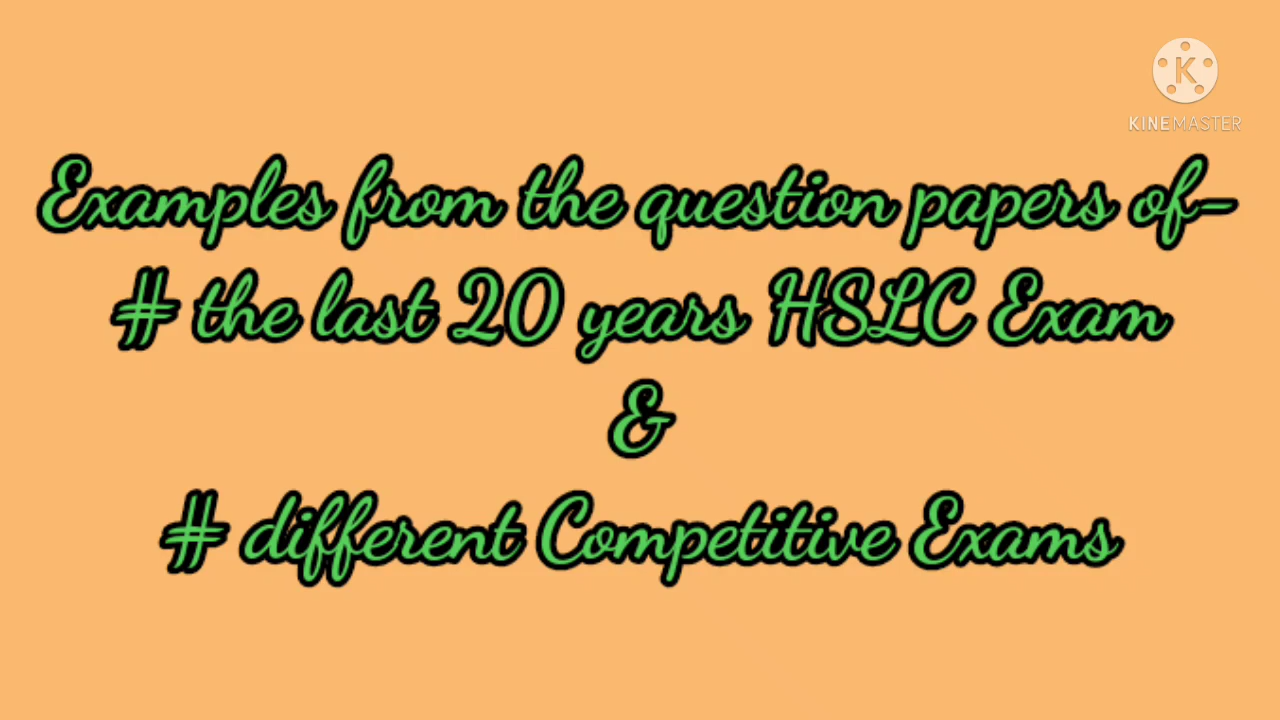 K
KINEMASTER
Examples from the question papers of-
# the last 20 years HSLC Exam
&
# different Competitive Exams